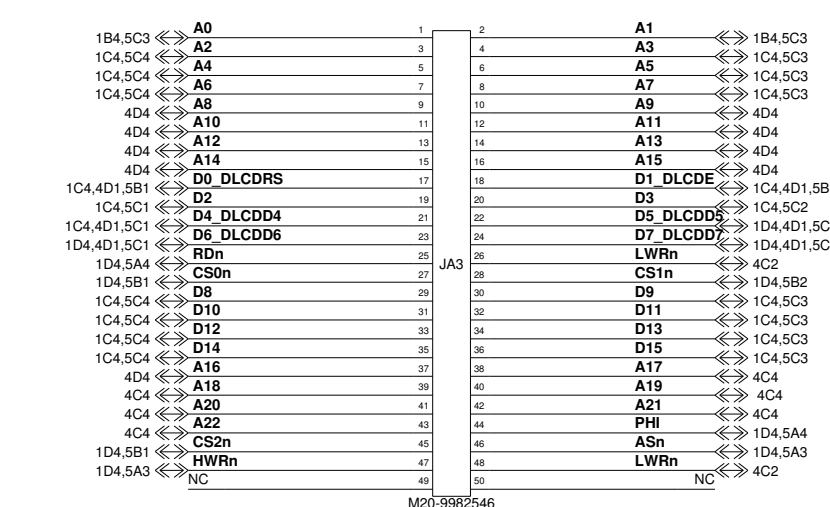 A0 1 2 A1
1B4,5C3 1B4,5C3
A2 3 4 A3
1C4,5C4 1C4,5C3
A4 5 6 A5
1C4,5C4 1C4,5C3
A6 7 8 A7
1C4,5C4 1C4,5C3
A8 9 10 A9
4D4 4D4
A10 11 12 A11
4D4 4D4
A12 13 14 A13
4D4 4D4
A14 15 16 A15
4D4 4D4
D0_DLCDRS 17 18 D1_DLCDE
1C4,4D1,5B1 1C4,4D1,5B
D2 19 20 D3
1C4,5C1 1C4,5C2
D4_DLCDD4 21 22 D5_DLCDD5
1C4,4D1,5C1 1D4,4D1,5C
D6_DLCDD6 23 24 D7_DLCDD7
1D4,4D1,5C1 1D4,4D1,5C
RDn 25 JA3 26 LWRn
1D4,5A4 4C2
CS0n 27 28 CS1n
1D4,5B1 1D4,5B2
D8 29 30 D9
1C4,5C4 1C4,5C3
D10 31 32 D11
1C4,5C4 1C4,5C3
D12 33 34 D13
1C4,5C4 1C4,5C3
D14 35 36 D15
1C4,5C4 1C4,5C3
A16 37 38 A17
4D4 4C4
A18 39 40 A19
4C4 4C4
A20 41 42 A21
4C4 4C4
A22 43 44 PHI
4C4 1D4,5A4
CS2n 45 46 ASn
1D4,5B1 1D4,5A3
HWRn 47 48 LWRn
1D4,5A3 4C2
NC 49 50 NC
M20-9982546